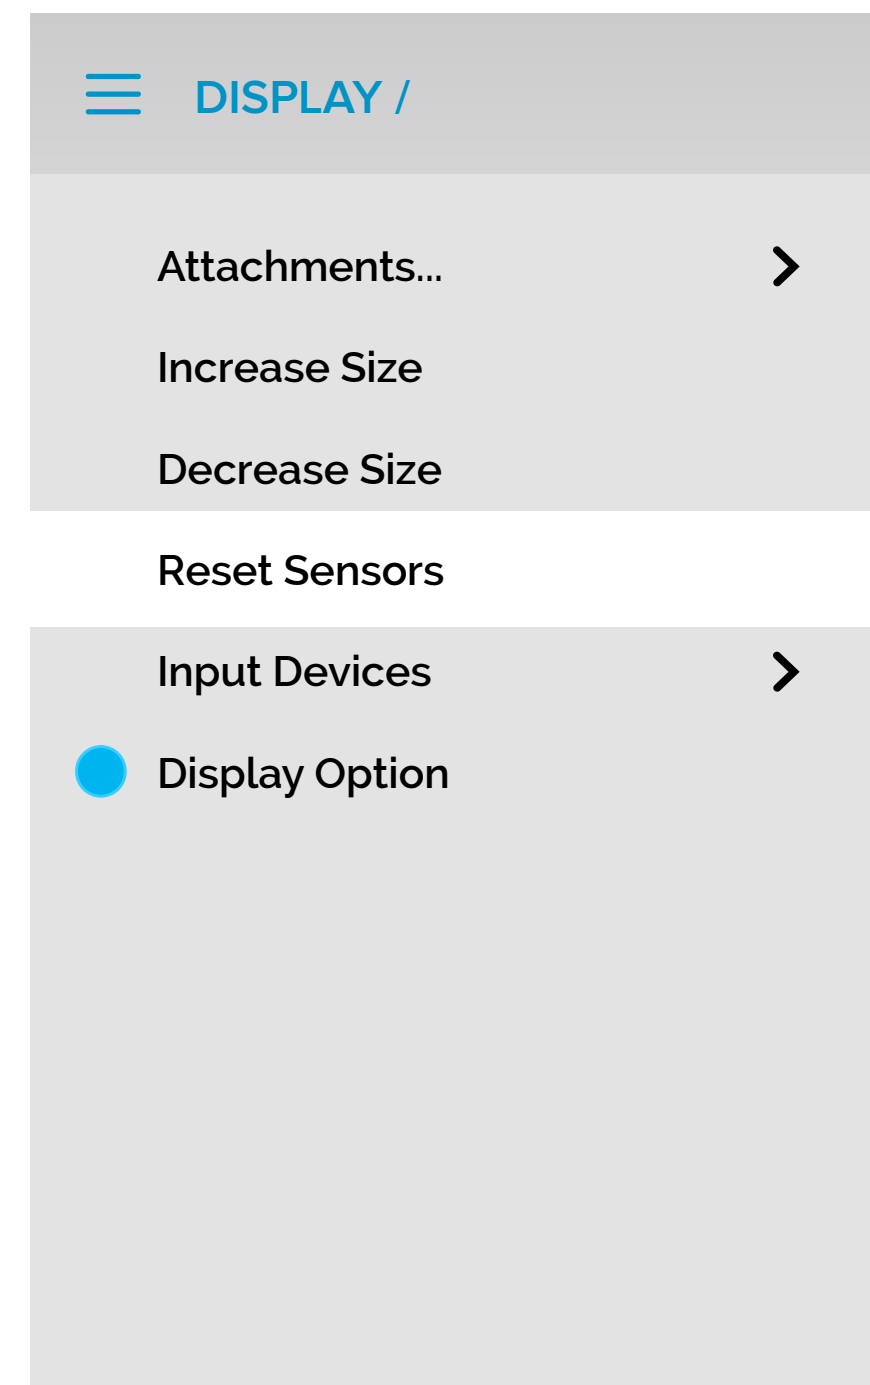 DISPLAY /
Attachments...
Increase Size
Decrease Size
Reset Sensors
Input Devices
Display Option